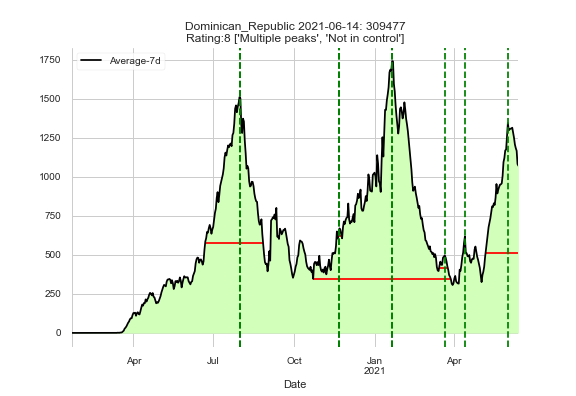 Dominican_Republic 2021-06-14: 309477
Rating:8 ['Multiple peaks', 'Not in control']
Average-7d
1750
1500
1250
1000
750
500
250
0
Apr
Jul
Oct
Jan
2021
Apr
Date